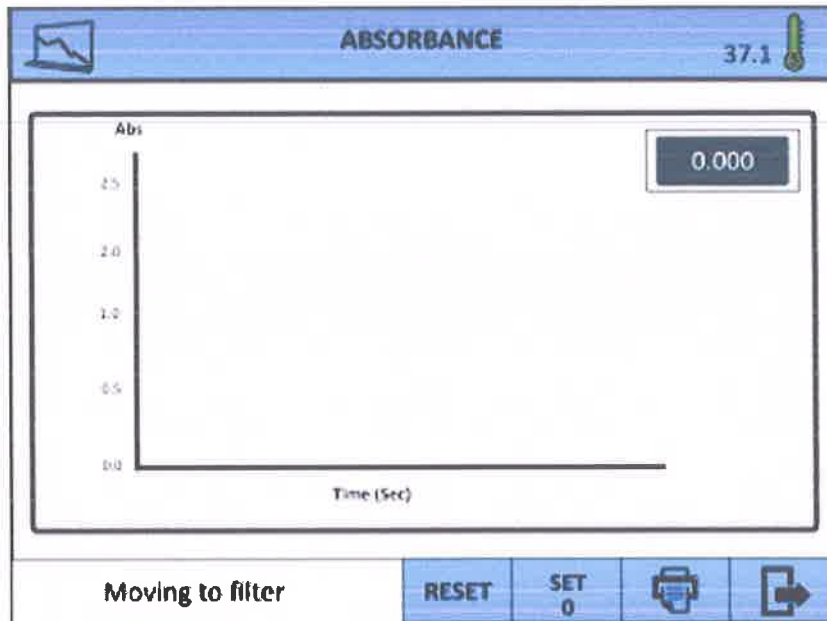 ABSORBANCE
37.1
Abs
0.000
2.5
2.0
1.0
0.5
0.0
Time (Sec)
Moving to filter
RESET
SET
0